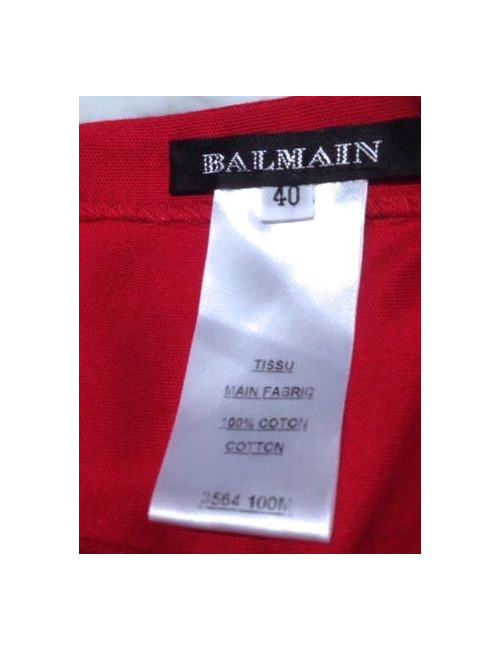 BALMAIN
40
TISSU
MAIN FABRIC
100% COTON
COTTON
3564 100M